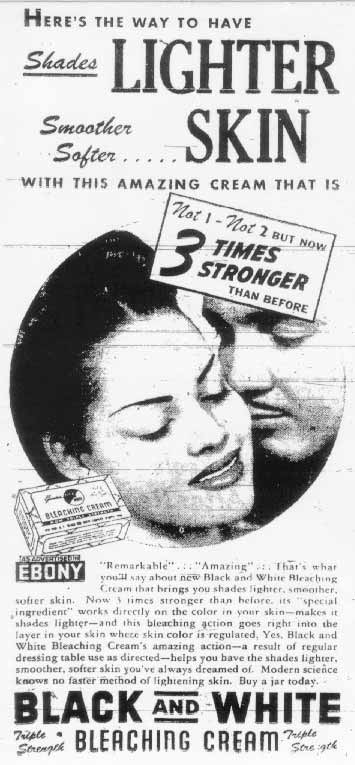 HERE'S THE WAY TO HAVE
Shades LIGHTER
Smoother
Softer ..... SKIN
WITH THIS AMAZING CREAM THAT IS
Not 1 - Not 2 BUT NOW
3 TIMES
STRONGER
THAN BEFORE
BLEACHING CREAM
AS ADVERTISED IN
EBONY
"Remarkable" ... "Amazing" ... That's what
you'll say about new Black and White Bleaching
Cream that brings you shades lighter, smoother,
softer skin. Now 3 times stronger than before, its "special
ingredient" works directly on the color in your skin—makes it
shades lighter—and this bleaching action goes right into the
layer in your skin where skin color is regulated. Yes, Black and
White Bleaching Cream's amazing action—a result of regular
dressing table use as directed—helps you have the shades lighter,
smoother, softer skin you've always dreamed of. Modern science
knows no faster method of lightening skin. Buy a jar today.
BLACK AND WHITE
Triple Strength • BLEACHING CREAM • Triple Strength